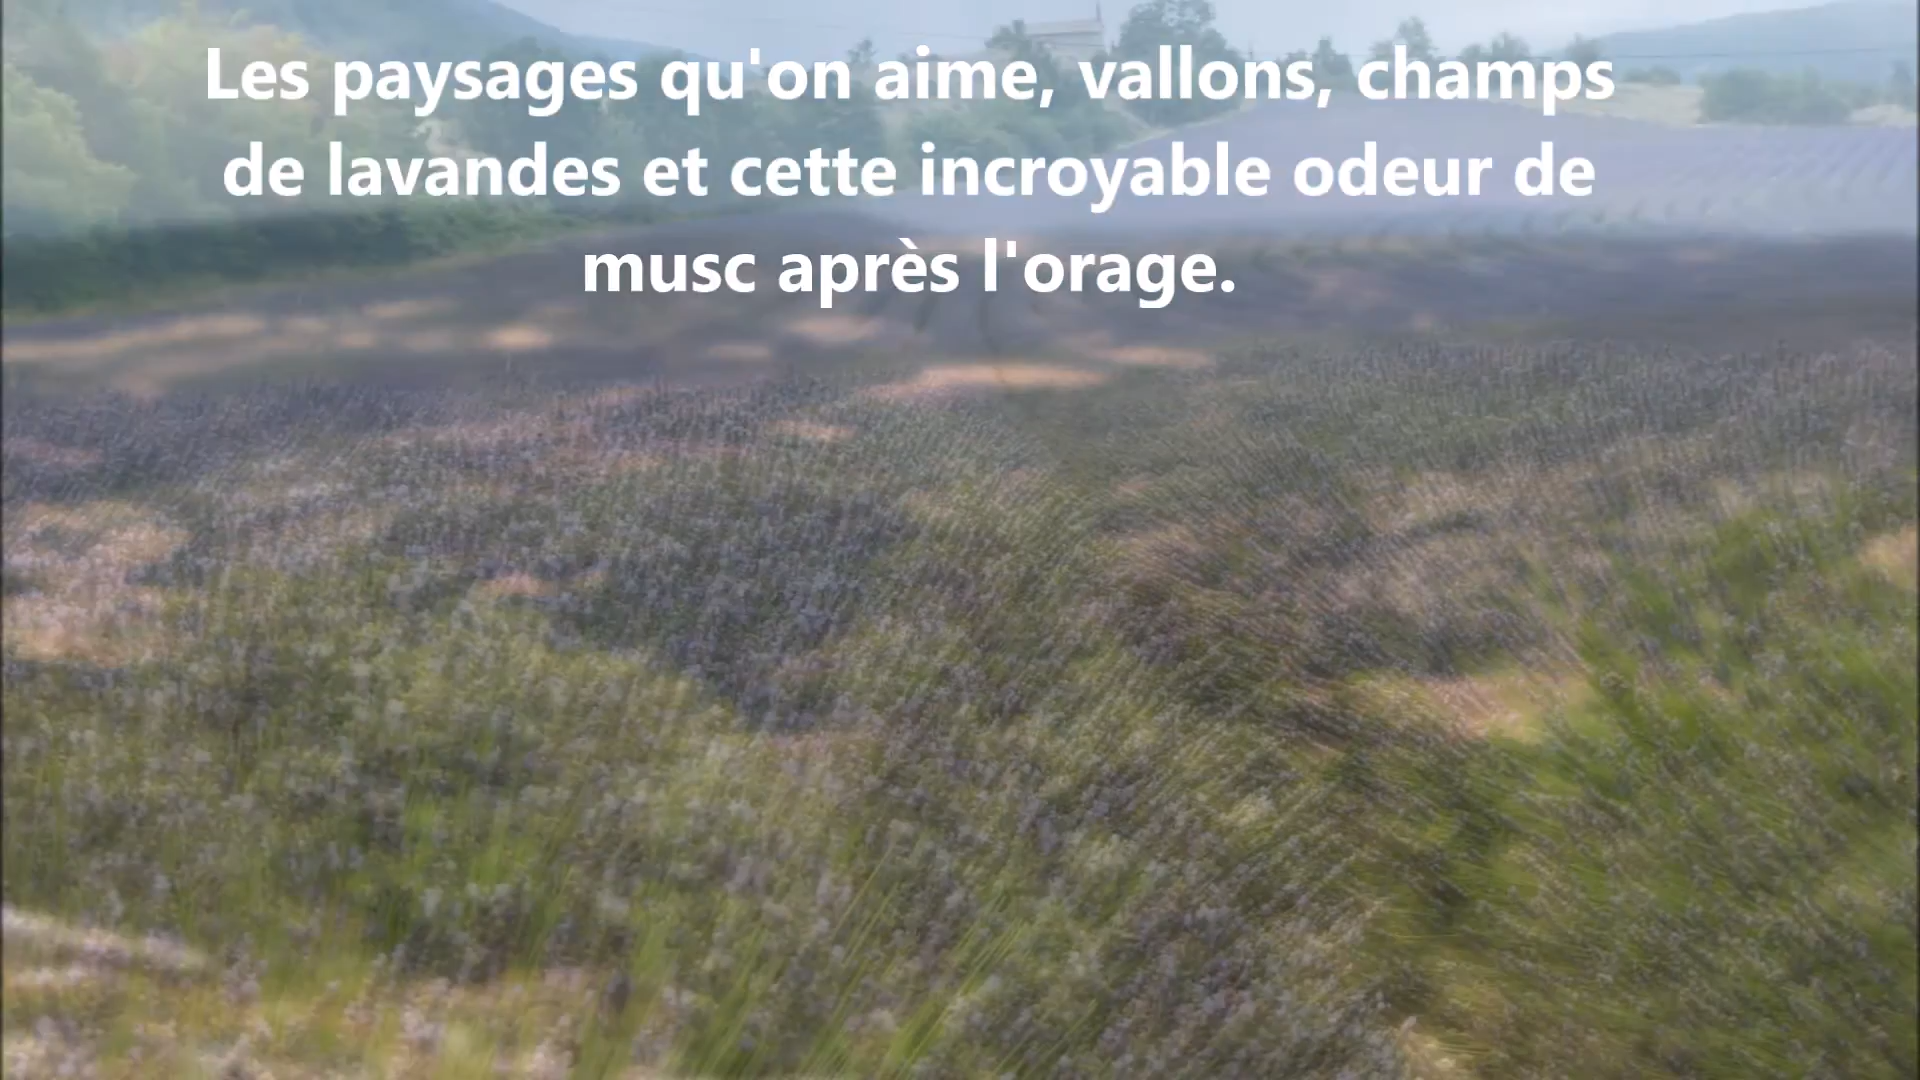 Les paysages qu'on aime, vallons, champs
de lavandes et cette incroyable odeur de
musc après l'orage.